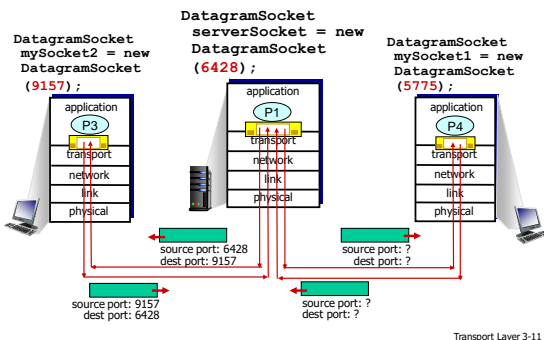 DatagramSocket
mySocket2 = new
DatagramSocket
(9157);
DatagramSocket
serverSocket = new
DatagramSocket
(6428);
DatagramSocket
mySocket1 = new
DatagramSocket
(5775);
application
P3
transport
network
link
physical
application
P1
transport
network
link
physical
application
P4
transport
network
link
physical
source port: 6428
dest port: 9157
source port: 9157
dest port: 6428
source port: ?
dest port: ?
source port: ?
dest port: ?
Transport Layer 3-11